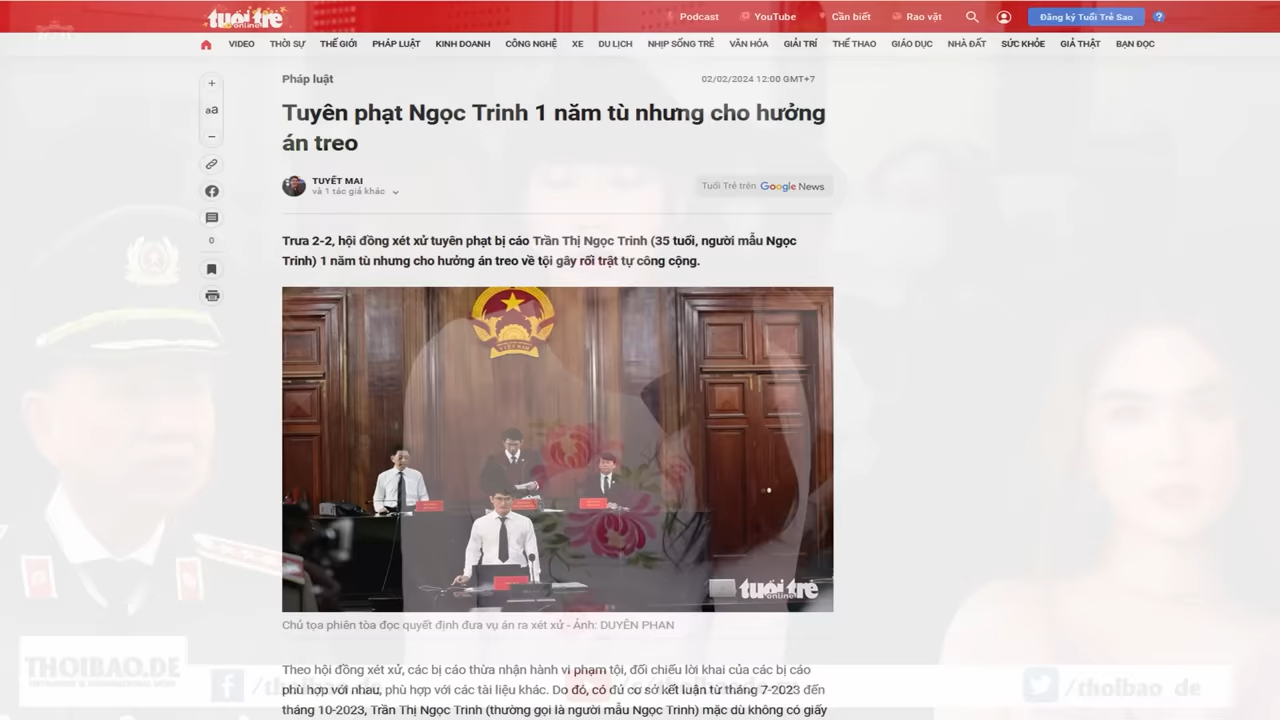 tuổi trẻ online
Podcast YouTube Cần biết Rao vặt Đăng ký Tuổi Trẻ Sao ?
VIDEO THỜI SỰ THẾ GIỚI PHÁP LUẬT KINH DOANH CÔNG NGHỆ XE DU LỊCH NHỊP SỐNG TRẺ VĂN HÓA GIẢI TRÍ THỂ THAO GIÁO DỤC NHÀ ĐẤT SỨC KHỎE GIẢ THẬT BẠN ĐỌC
Pháp luật 02/02/2024 12:00 GMT+7
+
aa
−
0
Tuyên phạt Ngọc Trinh 1 năm tù nhưng cho hưởng
án treo
TUYẾT MAI
và 1 tác giả khác
Tuổi Trẻ trên Google News
Trưa 2-2, hội đồng xét xử tuyên phạt bị cáo Trần Thị Ngọc Trinh (35 tuổi, người mẫu Ngọc
Trinh) 1 năm tù nhưng cho hưởng án treo về tội gây rối trật tự công cộng.
VIỆT NAM
tuổi trẻ online
Chủ tọa phiên tòa đọc quyết định đưa vụ án ra xét xử - Ảnh: DUYÊN PHAN
Theo hội đồng xét xử, các bị cáo thừa nhận hành vi phạm tội, đối chiếu lời khai của các bị cáo
phù hợp với nhau, phù hợp với các tài liệu khác. Do đó, có đủ cơ sở kết luận từ tháng 7-2023 đến
tháng 10-2023, Trần Thị Ngọc Trinh (thường gọi là người mẫu Ngọc Trinh) mặc dù không có giấy
THOIBAO.DE
/thoibao_de